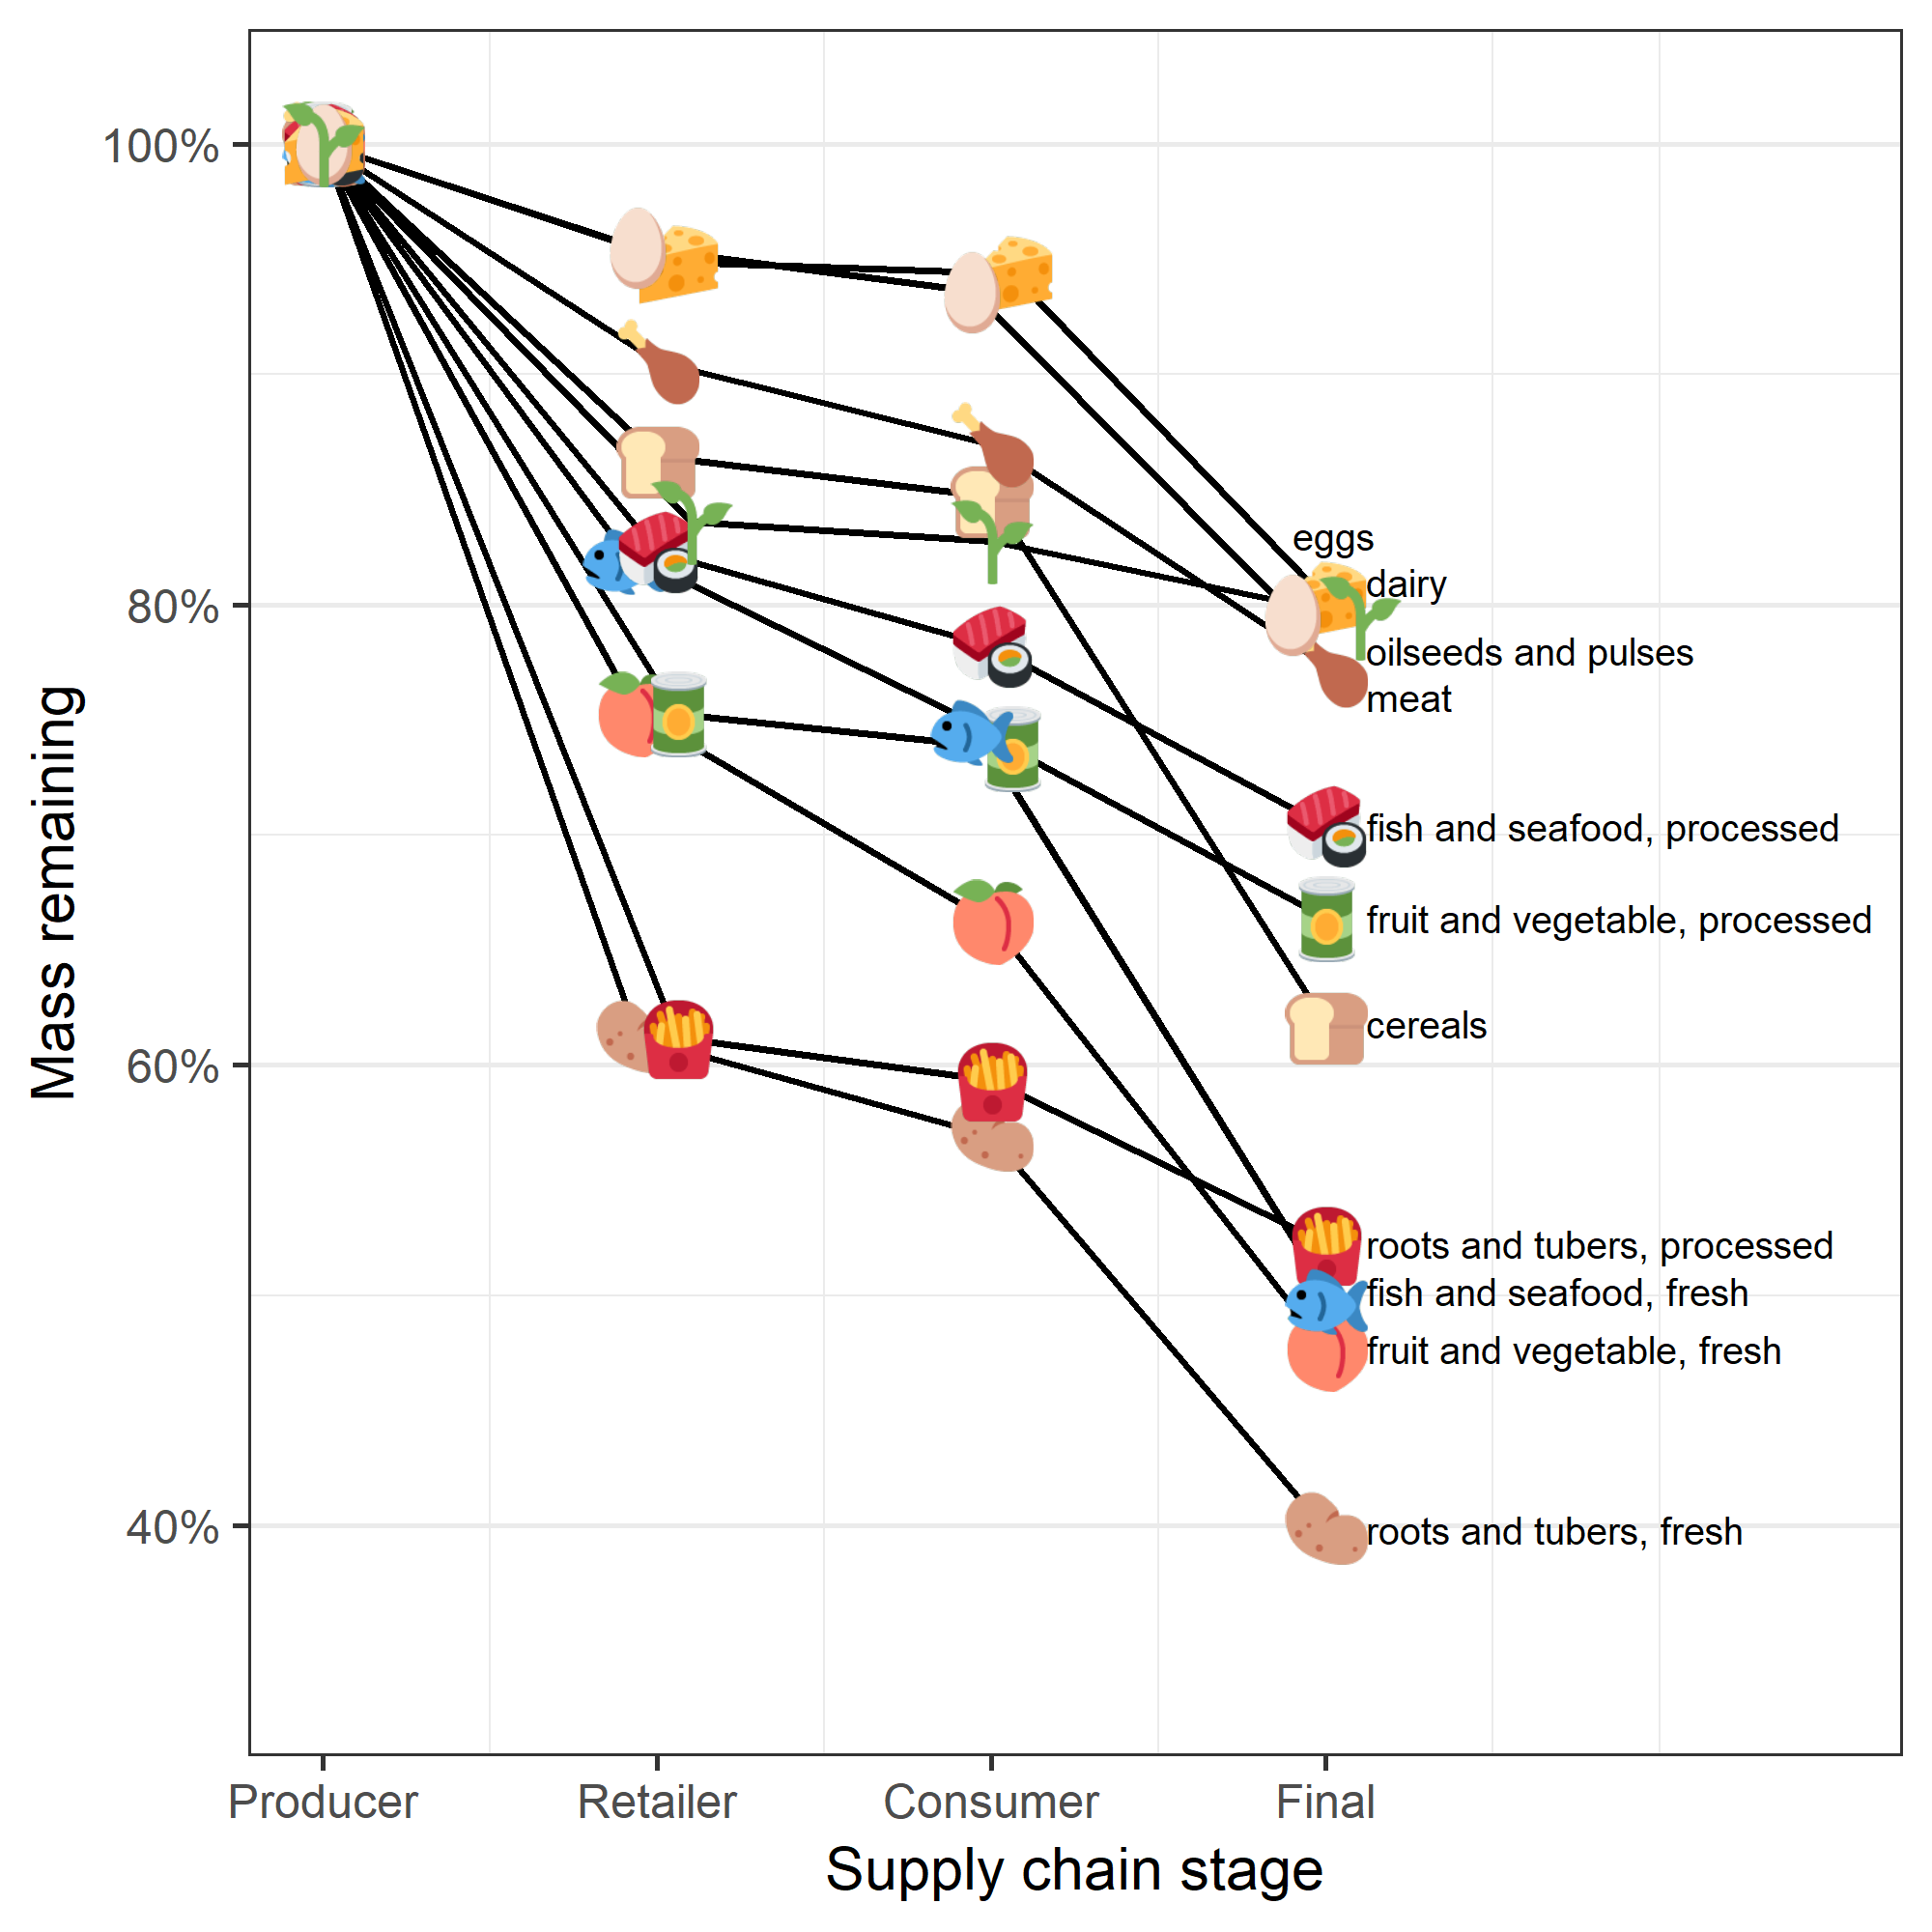 100%
80%
60%
40%
Mass remaining
eggs
dairy
oilseeds and pulses
meat
fish and seafood, processed
fruit and vegetable, processed
cereals
roots and tubers, processed
fish and seafood, fresh
fruit and vegetable, fresh
roots and tubers, fresh
Producer
Retailer
Consumer
Final
Supply chain stage